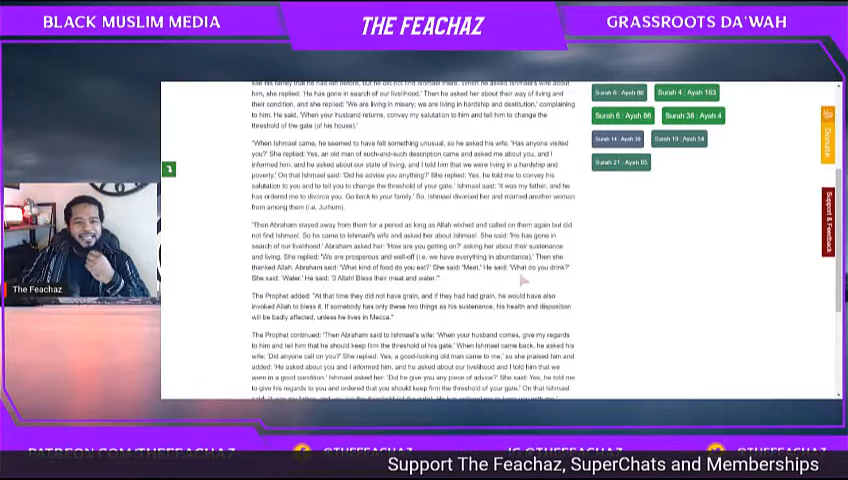 BLACK MUSLIM MEDIA
THE FEACHAZ
GRASSROOTS DA'WAH
him, she replied: 'He has gone in search of our livelihood.' Then he asked her about their way of living and
their condition, and she replied: 'We are living in misery; we are living in hardship and destitution,' complaining
to him. He said, 'When your husband returns, convey my salutation to him and tell him to change the
threshold of the gate (of his house).'
"When Ishmael came, he seemed to have felt something unusual, so he asked his wife: 'Has anyone visited
you?' She replied: Yes, an old man of such-and-such description came and asked me about you, and I
informed him, and he asked about our state of living, and I told him that we were living in a hardship and
poverty.' On that Ishmael said: 'Did he advise you anything?' She replied: Yes, he told me to convey his
salutation to you and to tell you to change the threshold of your gate.' Ishmael said: 'It was my father, and he
has ordered me to divorce you. Go back to your family.' So, Ishmael divorced her and married another woman
from among them (i.e. Jurhum).
"Then Abraham stayed away from them for a period as long as Allah wished and called on them again but did
not find Ishmael. So he came to Ishmael's wife and asked her about Ishmael. She said: 'He has gone in
search of our livelihood.' Abraham asked her: 'How are you getting on?' asking her about their sustenance
and living. She replied: 'We are prosperous and well-off (i.e. we have everything in abundance).' Then she
thanked Allah. Abraham said: 'What kind of food do you eat?' She said: 'Meat.' He said: 'What do you drink?'
She said: 'Water.' He said: 'O Allah! Bless their meat and water.'"
The Prophet added: "At that time they did not have grain, and if they had had grain, he would have also
invoked Allah to bless it. If somebody has only these two things as his sustenance, his health and disposition
will be badly affected, unless he lives in Mecca."
The Prophet continued: 'Then Abraham said to Ishmael's wife: 'When your husband comes, give my regards
to him and tell him that he should keep firm the threshold of his gate.' When Ishmael came back, he asked his
wife: 'Did anyone call on you?' She replied: Yes, a good-looking old man came to me,' so she praised him and
added: 'He asked about you and I informed him, and he asked about our livelihood and I told him that we
were in a good condition.' Ishmael asked her: 'Did he give you any piece of advice?' She said: Yes, he told me
to give his regards to you and ordered that you should keep firm the threshold of your gate.' On that Ishmael
Surah 6 : Ayah 86
Surah 4 : Ayah 163
Surah 6 : Ayah 86
Surah 38 : Ayah 4
Surah 14 : Ayah 39
Surah 19 : Ayah 54
Surah 21 : Ayah 85
Donate
Support & Feedback
The Feachaz
Support The Feachaz, SuperChats and Memberships